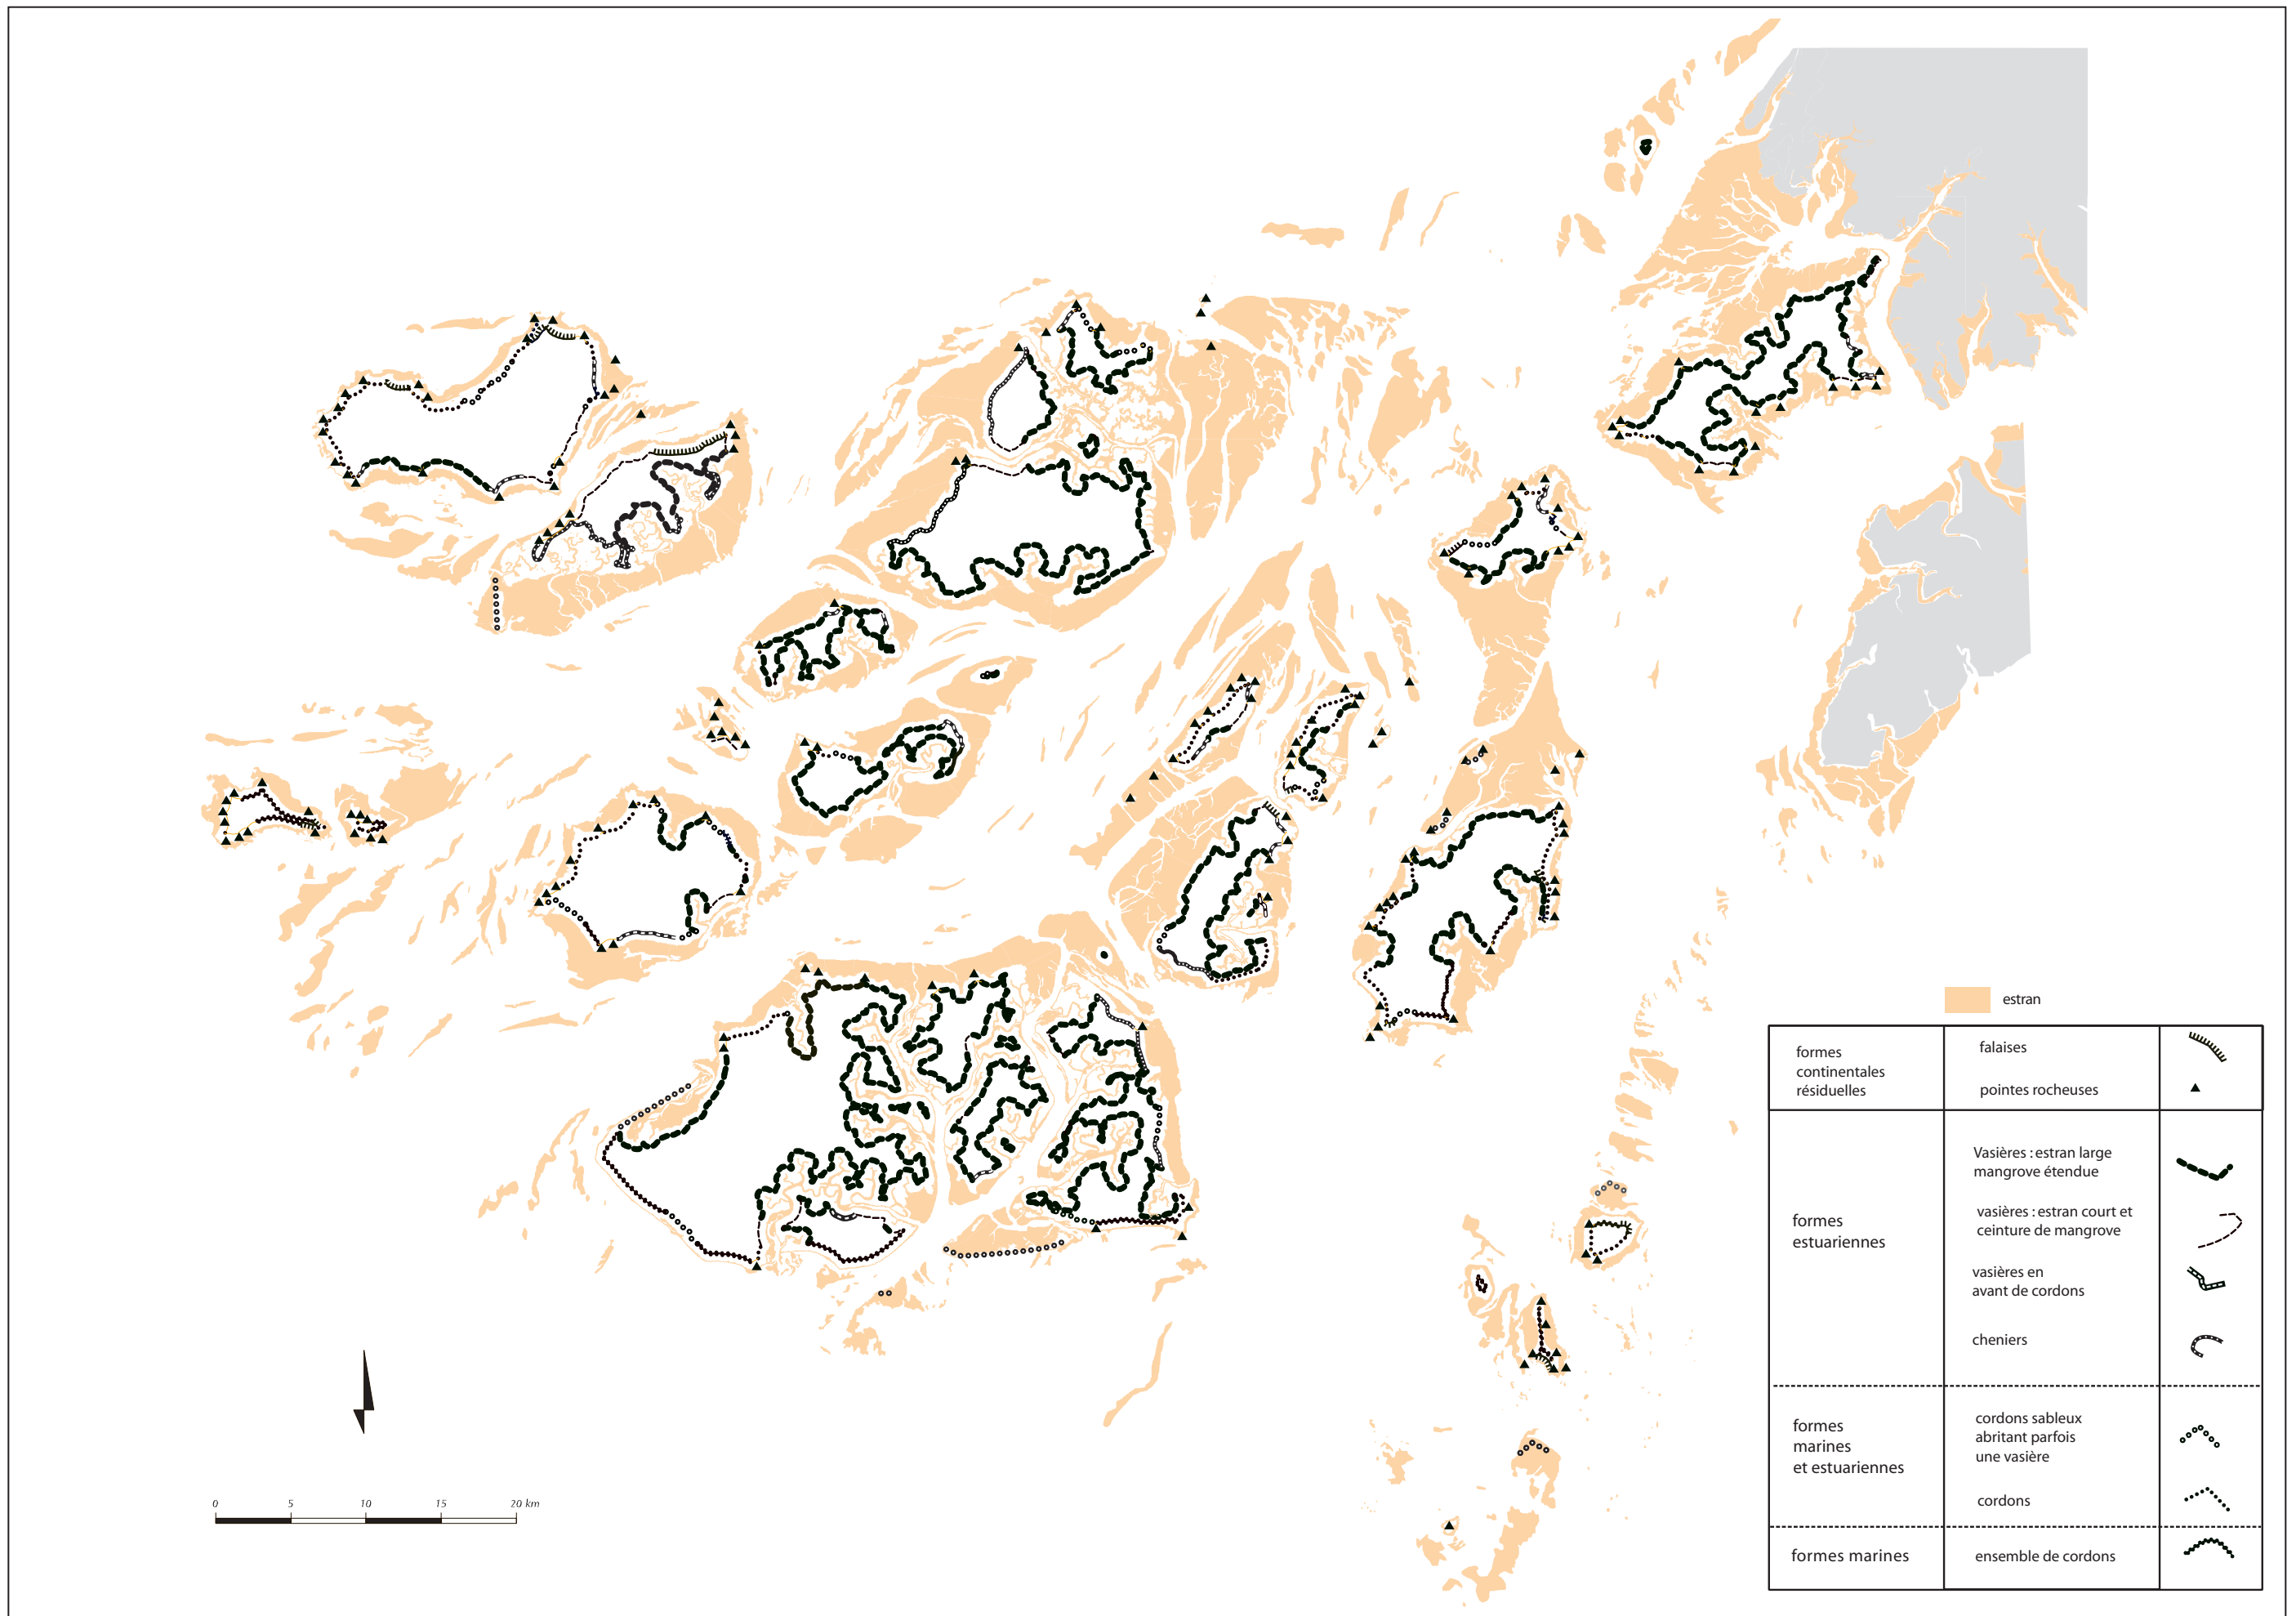 estran
formes
continentales
résiduelles
falaises
pointes rocheuses
formes
estuariennes
Vasières : estran large
mangrove étendue
vasières : estran court et
ceinture de mangrove
vasières en
avant de cordons
cheniers
formes
marines
et estuariennes
cordons sableux
abritant parfois
une vasière
cordons
formes marines
ensemble de cordons
0 5 10 15 20 km